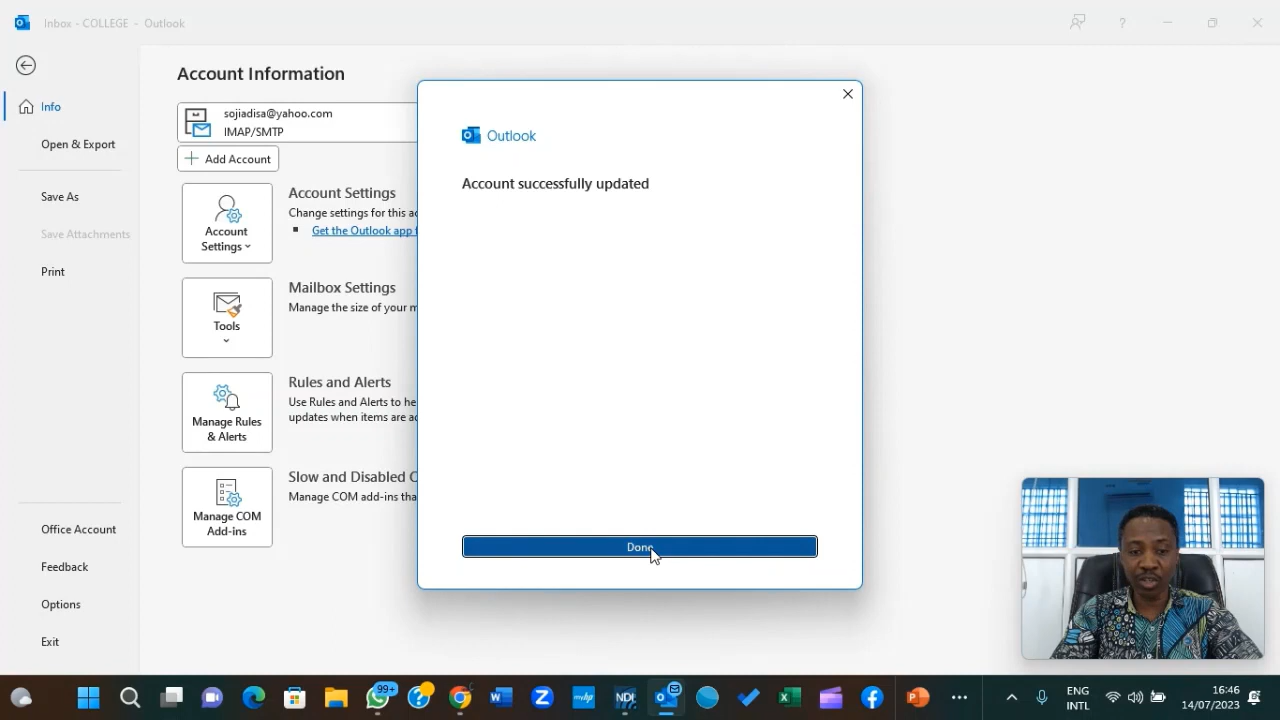 Inbox - COLLEGE - Outlook
?
Account Information
Info
Open & Export
Save As
Save Attachments
Print
Office Account
Feedback
Options
Exit
sojiadisa@yahoo.com
IMAP/SMTP
Add Account
Account
Settings
Account Settings
Change settings for this ac
Get the Outlook app f
Tools
Mailbox Settings
Manage the size of your m
Manage Rules
& Alerts
Rules and Alerts
Use Rules and Alerts to he
updates when items are ac
Manage COM
Add-ins
Slow and Disabled C
Manage COM add-ins tha
Outlook
Account successfully updated
Done
99+
myhp
NDI
ENG
INTL
16:46
14/07/2023